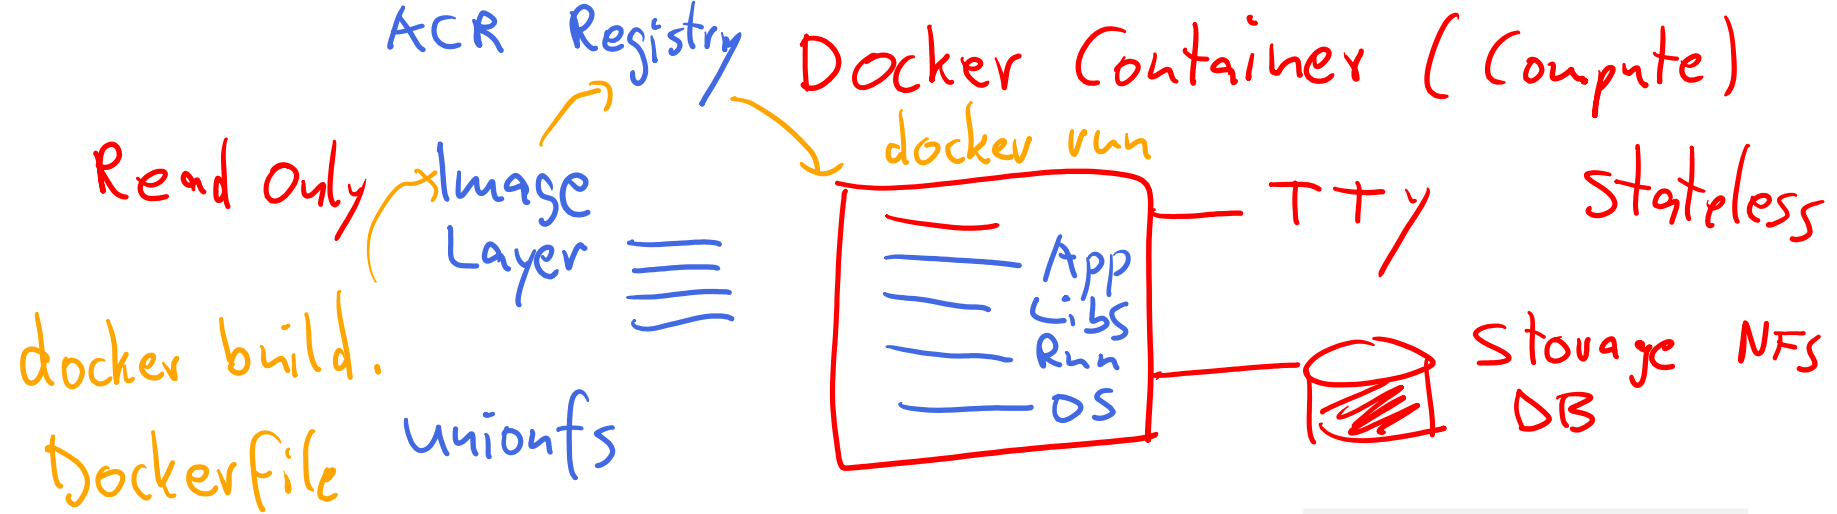 ACR Registry
Docker Container (Compute)
docker run
Read Only
Image
Layer
TTy
Stateless
App
Libs
Run
OS
docker build.
Dockerfile
unionfs
Storage NFS
DB